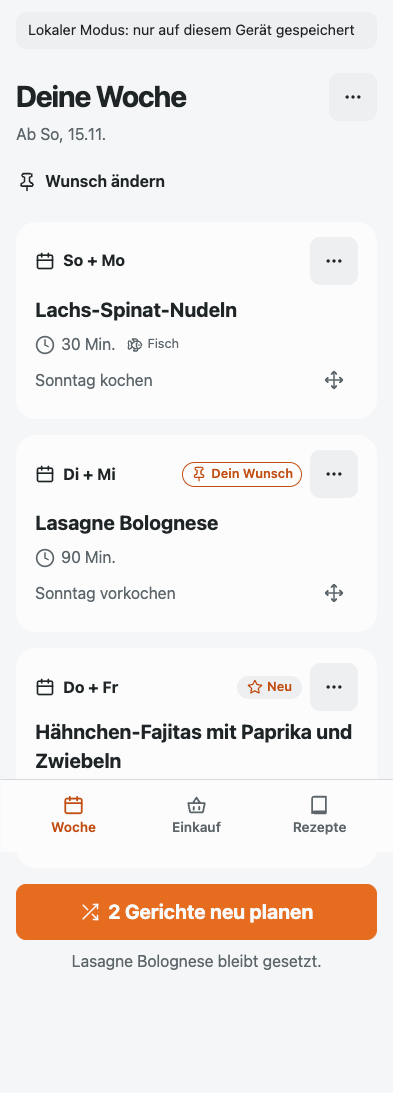 Lokaler Modus: nur auf diesem Gerät gespeichert
Deine Woche
Ab So, 15.11.
Wunsch ändern
So + Mo
Lachs-Spinat-Nudeln
30 Min. Fisch
Sonntag kochen
Di + Mi Dein Wunsch
Lasagne Bolognese
90 Min.
Sonntag vorkochen
Do + Fr Neu
Hähnchen-Fajitas mit Paprika und
Zwiebeln
Woche Einkauf Rezepte
2 Gerichte neu planen
Lasagne Bolognese bleibt gesetzt.